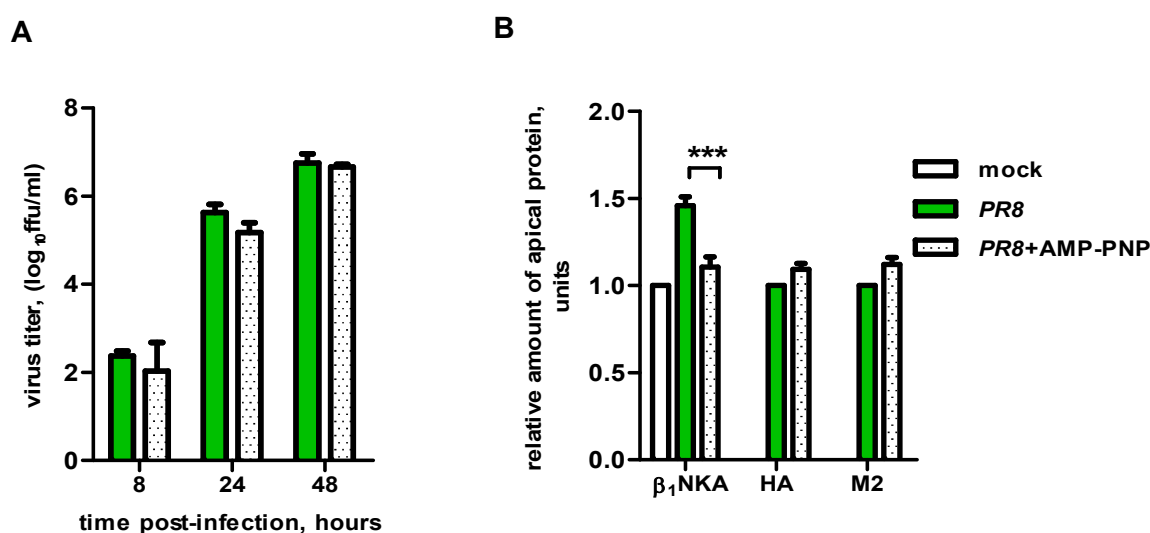 A
virus titer, (log₁₀ffu/ml)
8
6
4
2
0
8 24 48
time post-infection, hours
B
relative amount of apical protein,
units
2.0
1.5
1.0
0.5
0.0
***
β₁NKA HA M2
mock
PR8
PR8+AMP-PNP